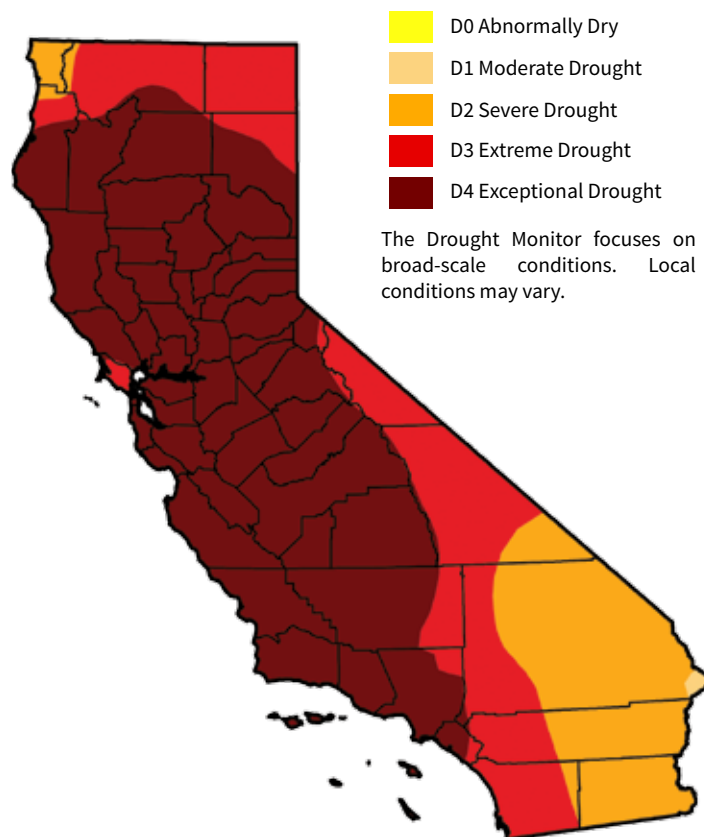 D0 Abnormally Dry
D1 Moderate Drought
D2 Severe Drought
D3 Extreme Drought
D4 Exceptional Drought
The Drought Monitor focuses on
broad-scale conditions. Local
conditions may vary.